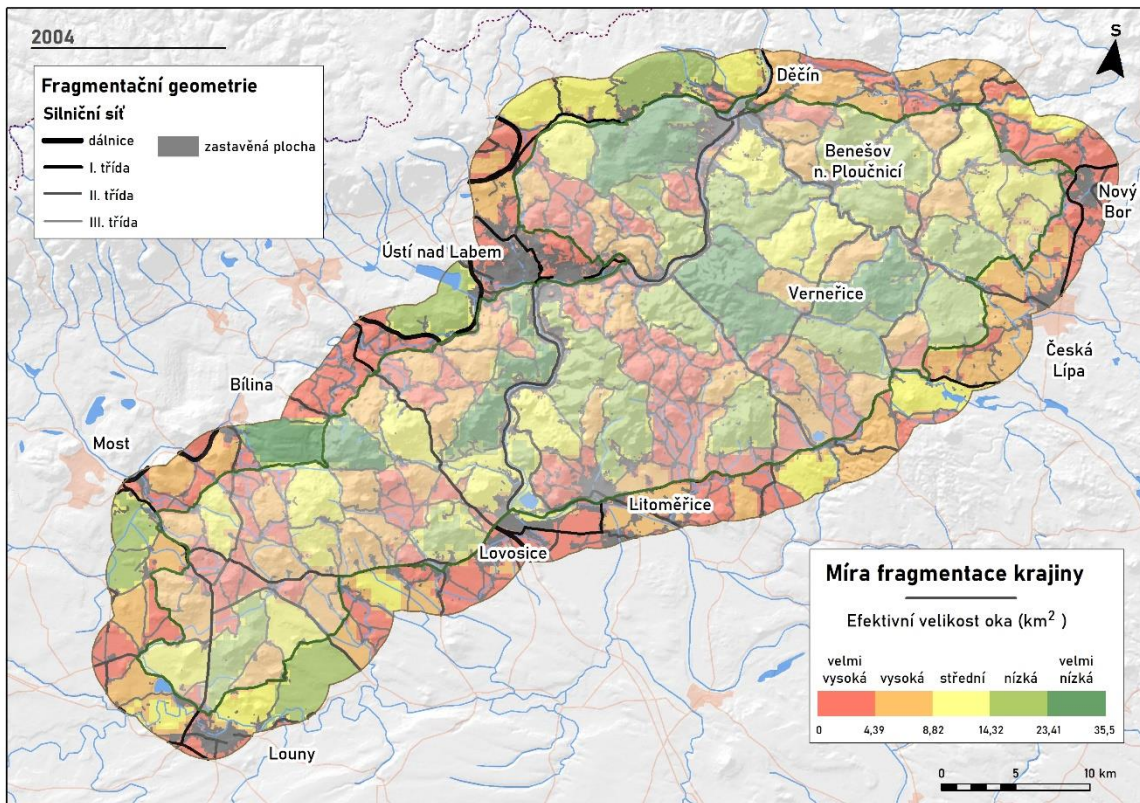 2004
Fragmentační geometrie
Silniční síť
dálnice
zastavěná plocha
I. třída
II. třída
III. třída
S
Děčín
Benešov
n. Ploučnicí
Nový
Bor
Ústí nad Labem
Verneřice
Česká
Lípa
Bílina
Most
Litoměřice
Lovosice
Louny
Míra fragmentace krajiny
Efektivní velikost oka (km² )
velmi vysoká
vysoká
střední
nízká
velmi nízká
0 4,39 8,82 14,32 23,41 35,5
0 5 10 km